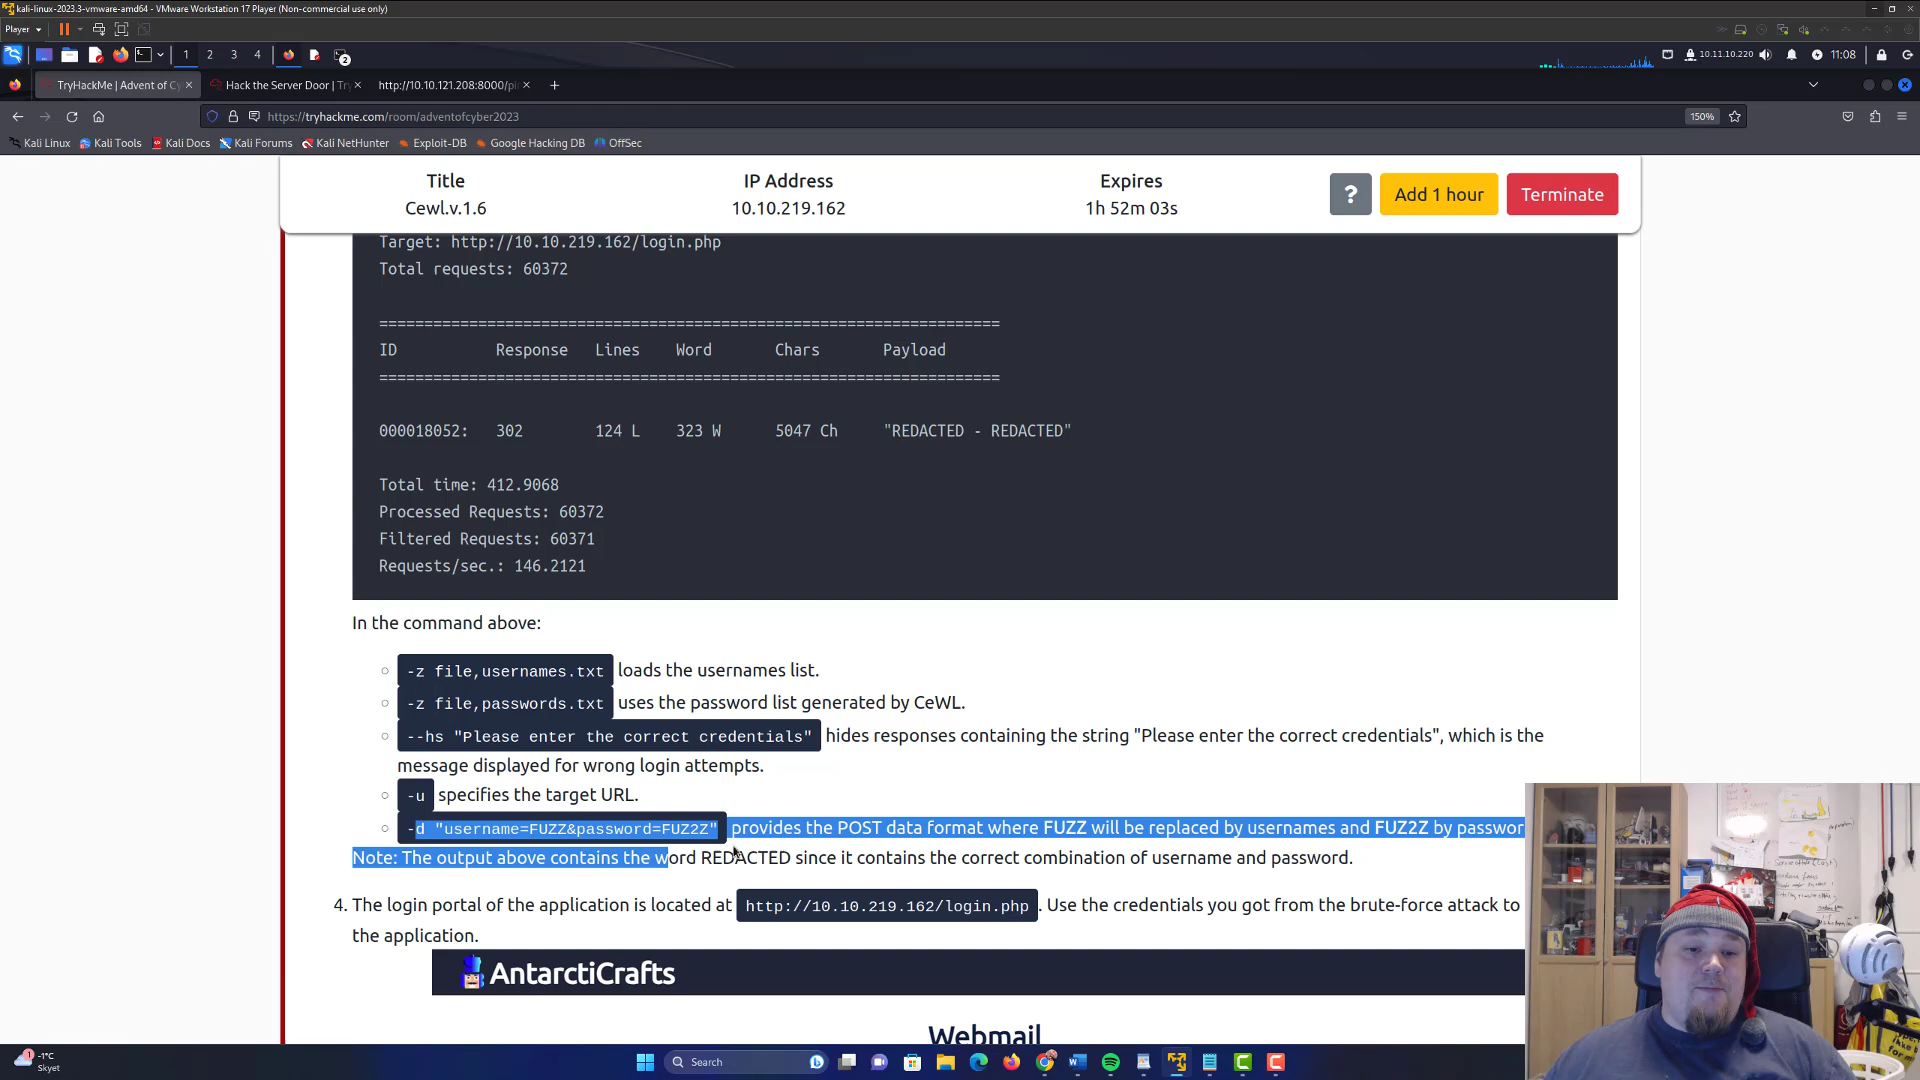 kali-linux-2023.3-vmware-amd64 - VMware Workstation 17 Player (Non-commercial use only)
Player
1 2 3 4
2
10.11.10.220
11:08
TryHackMe | Advent of Cy
Hack the Server Door | Try
http://10.10.121.208:8000/pi
https://tryhackme.com/room/adventofcyber2023
150%
Kali Linux Kali Tools Kali Docs Kali Forums Kali NetHunter Exploit-DB Google Hacking DB OffSec
Title IP Address Expires
Cewl.v.1.6 10.10.219.162 1h 52m 03s
? Add 1 hour Terminate
Target: http://10.10.219.162/login.php
Total requests: 60372
=====================================================================
ID Response Lines Word Chars Payload
=====================================================================
000018052: 302 124 L 323 W 5047 Ch "REDACTED - REDACTED"
Total time: 412.9068
Processed Requests: 60372
Filtered Requests: 60371
Requests/sec.: 146.2121
In the command above:
-z file,usernames.txt loads the usernames list.
-z file,passwords.txt uses the password list generated by CeWL.
--hs "Please enter the correct credentials" hides responses containing the string "Please enter the correct credentials", which is the
message displayed for wrong login attempts.
-u specifies the target URL.
-d "username=FUZZ&password=FUZ2Z" provides the POST data format where FUZZ will be replaced by usernames and FUZ2Z by passwor
Note: The output above contains the word REDACTED since it contains the correct combination of username and password.
4. The login portal of the application is located at http://10.10.219.162/login.php. Use the credentials you got from the brute-force attack to
the application.
AntarctiCrafts
Webmail
1
-1°C
Skyet
Search